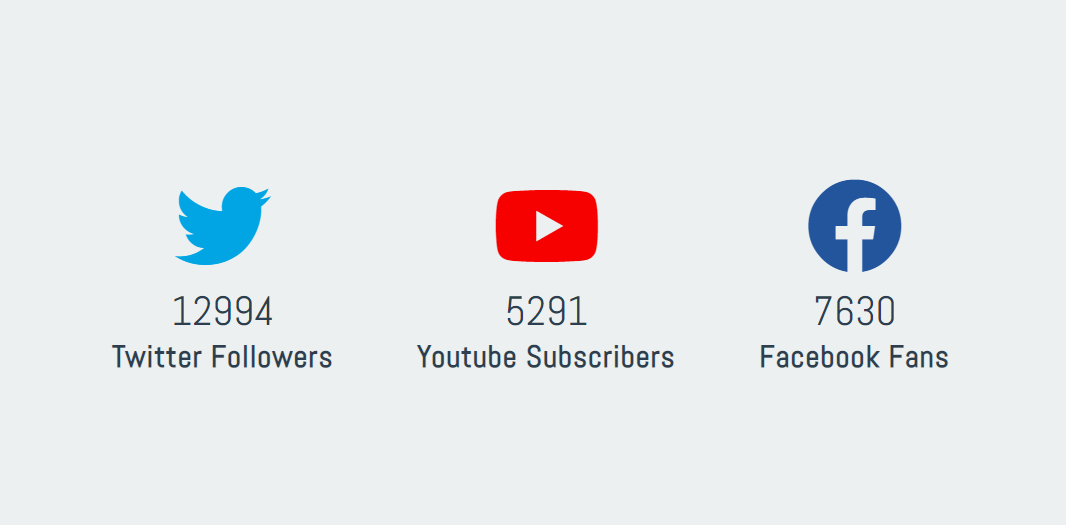 12994
Twitter Followers
5291
Youtube Subscribers
7630
Facebook Fans